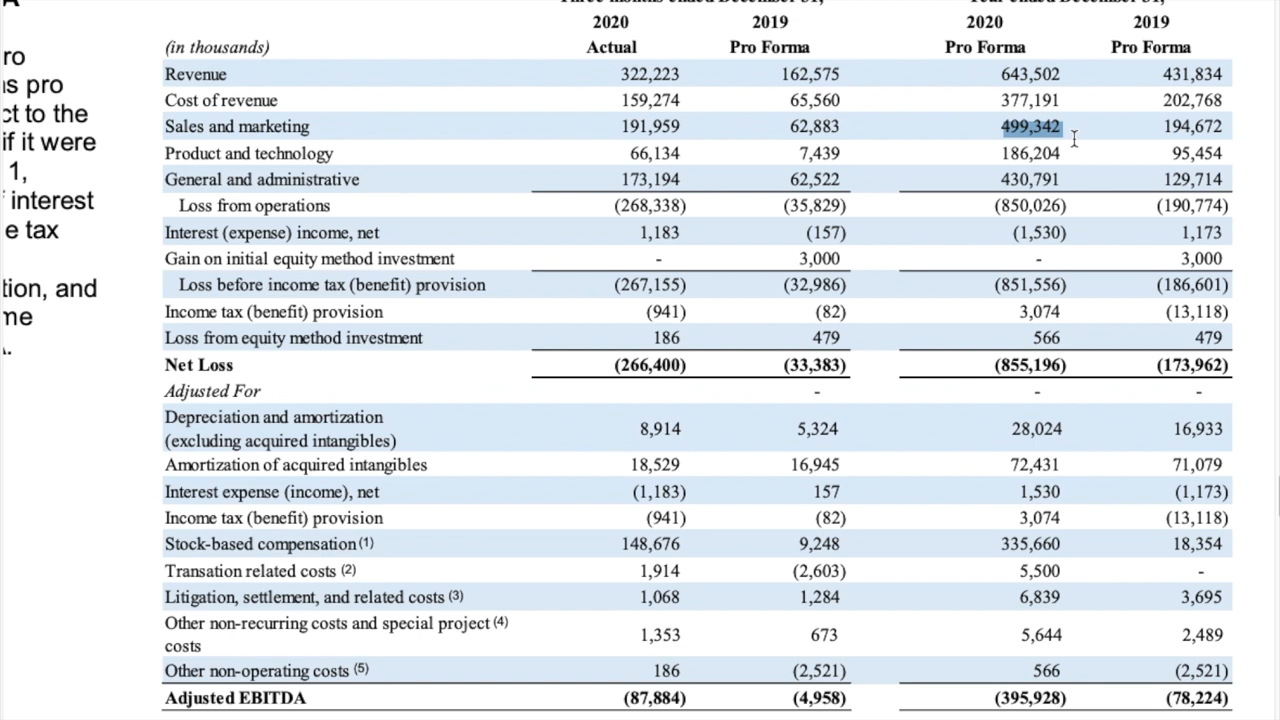 A
Three months ended December 31, Year ended December 31,
2020 2019 2020 2019
(in thousands) Actual Pro Forma Pro Forma Pro Forma
ro
Revenue 322,223 162,575 643,502 431,834
is pro
Cost of revenue 159,274 65,560 377,191 202,768
ct to the
Sales and marketing 191,959 62,883 499,342 194,672
if it were
Product and technology 66,134 7,439 186,204 95,454
1,
General and administrative 173,194 62,522 430,791 129,714
interest
Loss from operations (268,338) (35,829) (850,026) (190,774)
e tax
Interest (expense) income, net 1,183 (157) (1,530) 1,173
Gain on initial equity method investment - 3,000 - 3,000
tion, and
Loss before income tax (benefit) provision (267,155) (32,986) (851,556) (186,601)
me
Income tax (benefit) provision (941) (82) 3,074 (13,118)
Loss from equity method investment 186 479 566 479
Net Loss (266,400) (33,383) (855,196) (173,962)
Adjusted For - - -
Depreciation and amortization
(excluding acquired intangibles) 8,914 5,324 28,024 16,933
Amortization of acquired intangibles 18,529 16,945 72,431 71,079
Interest expense (income), net (1,183) 157 1,530 (1,173)
Income tax (benefit) provision (941) (82) 3,074 (13,118)
Stock-based compensation (1) 148,676 9,248 335,660 18,354
Transation related costs (2) 1,914 (2,603) 5,500 -
Litigation, settlement, and related costs (3) 1,068 1,284 6,839 3,695
Other non-recurring costs and special project (4)
costs 1,353 673 5,644 2,489
Other non-operating costs (5) 186 (2,521) 566 (2,521)
Adjusted EBITDA (87,884) (4,958) (395,928) (78,224)